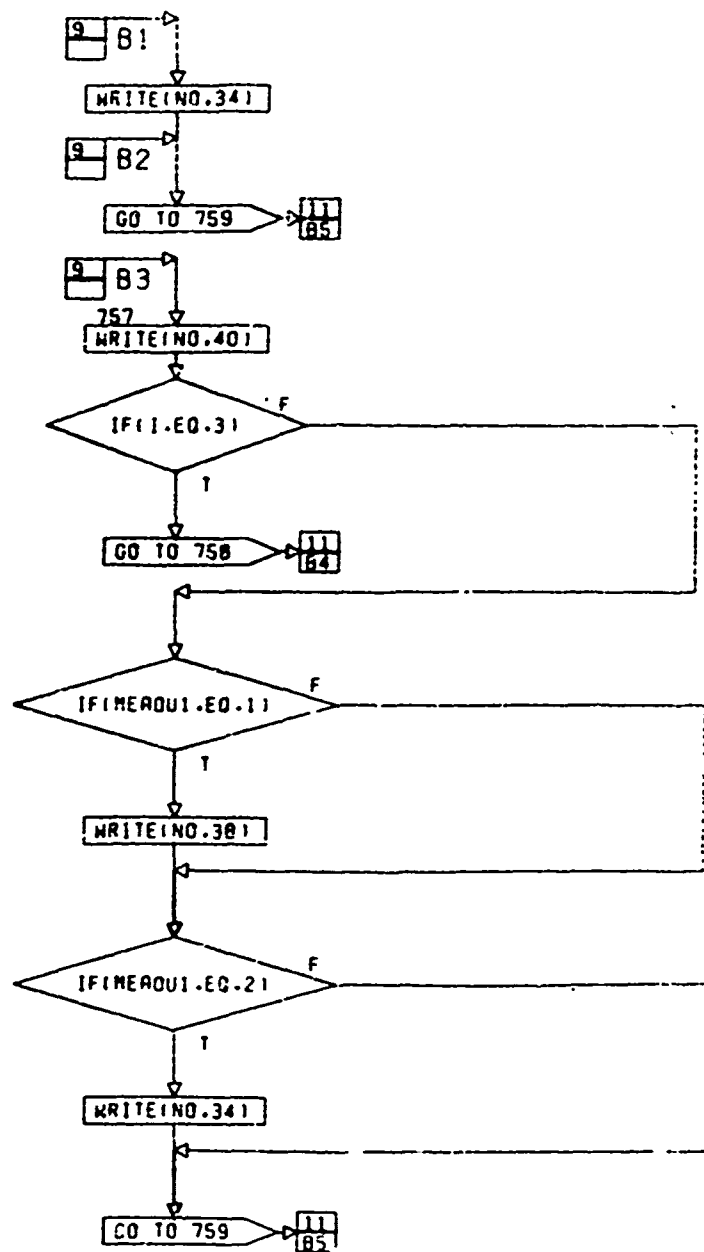 9 B1
WRITE(NO.34)
9 B2
GO TO 759
11
B5
9 B3
757
WRITE(NO.40)
IF(I.EQ.3)
F
T
GO TO 758
11
B4
IF(MEAQUI.EQ.1)
F
T
WRITE(NO.38)
IF(MEAQUI.EQ.2)
F
T
WRITE(NO.34)
GO TO 759
11
B5